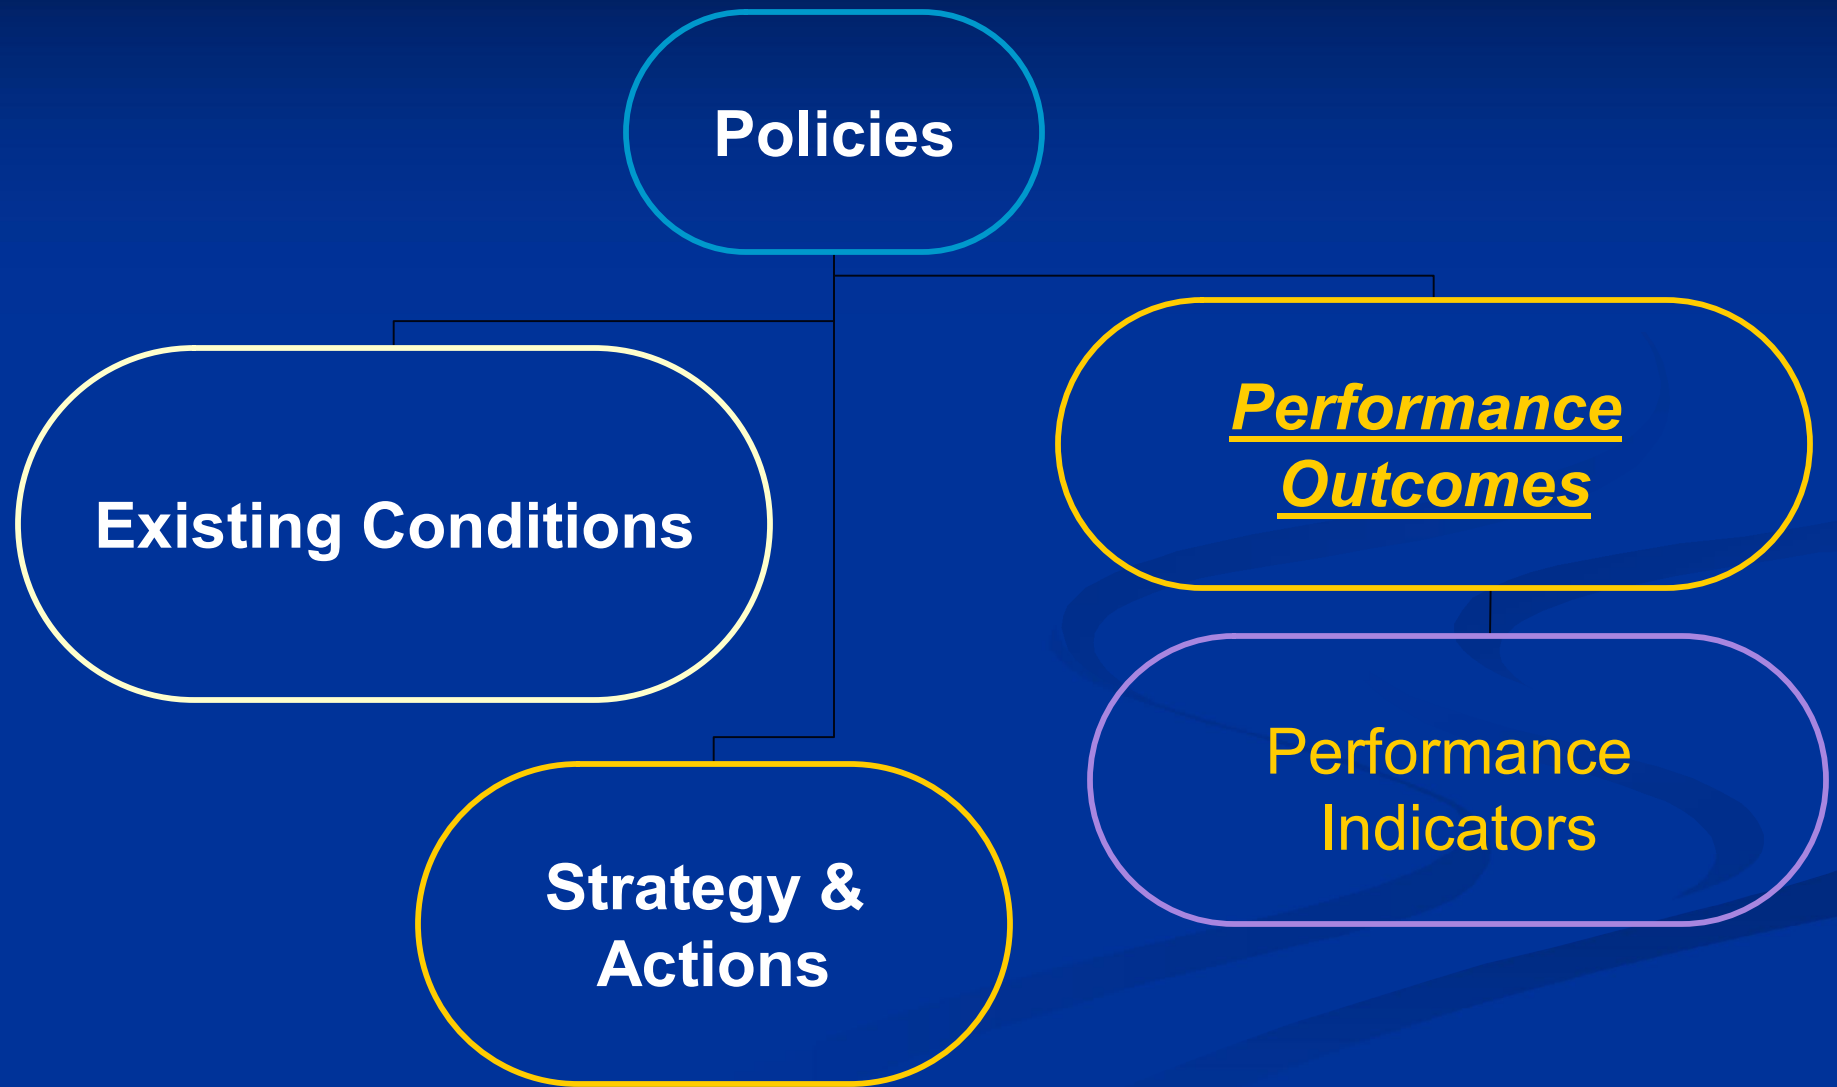 Policies
Existing Conditions
Performance
Outcomes
Strategy &
Actions
Performance
Indicators